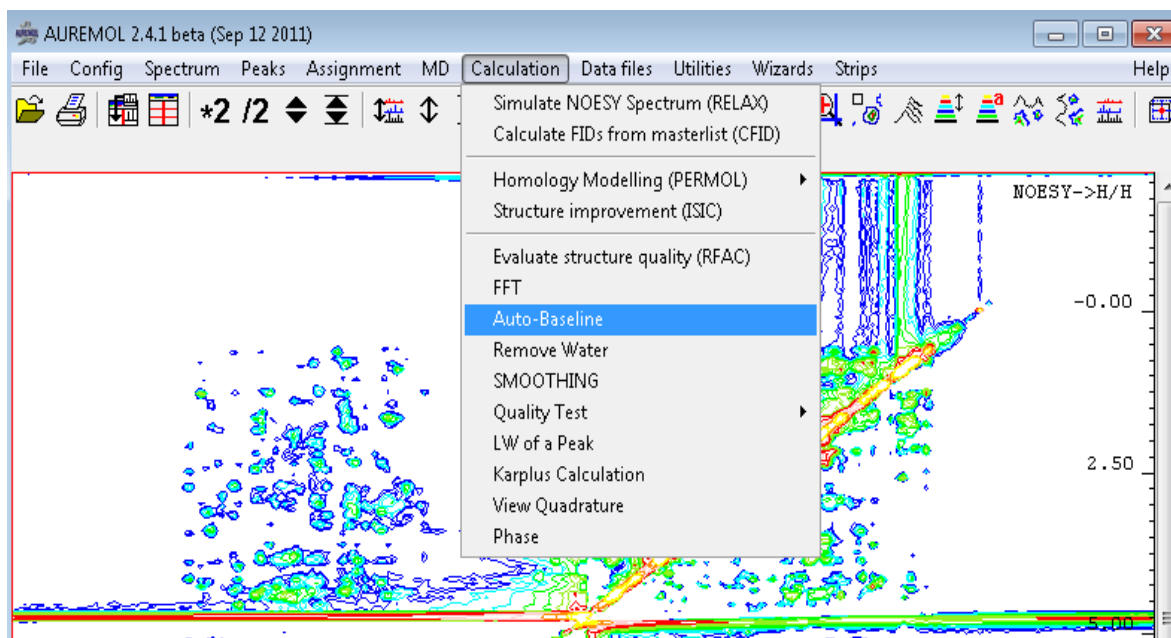 AUREMOL 2.4.1 beta (Sep 12 2011)
File Config Spectrum Peaks Assignment MD Calculation Data files Utilities Wizards Strips Help
*2 /2
a
Simulate NOESY Spectrum (RELAX)
Calculate FIDs from masterlist (CFID)
Homology Modelling (PERMOL)
Structure improvement (ISIC)
Evaluate structure quality (RFAC)
FFT
Auto-Baseline
Remove Water
SMOOTHING
Quality Test
LW of a Peak
Karplus Calculation
View Quadrature
Phase
NOESY->H/H
-0.00
2.50
5.00